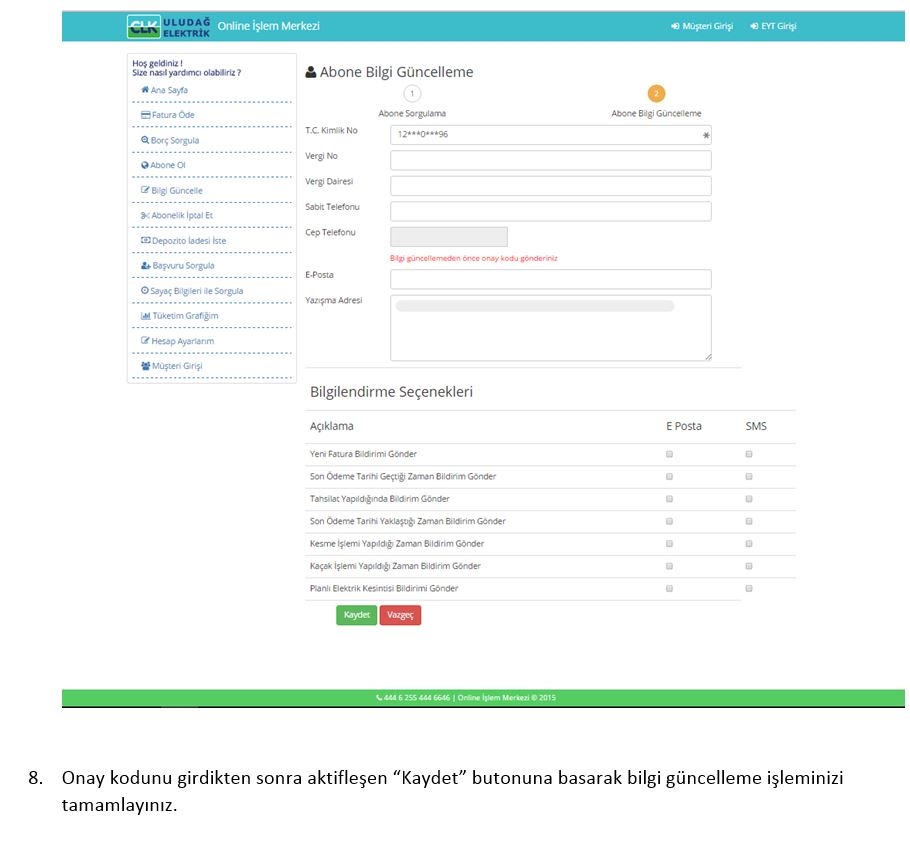 CLK ULUDAĞ
ELEKTRİK
Online İşlem Merkezi
Müşteri Girişi
EYT Girişi
Hoş geldiniz !
Size nasıl yardımcı olabiliriz ?
Ana Sayfa
Fatura Öde
Borç Sorgula
Abone Ol
Bilgi Güncelle
Abonelik İptal Et
Depozito İadesi İste
Başvuru Sorgula
Sayaç Bilgileri ile Sorgula
Tüketim Grafiğim
Hesap Ayarlarım
Müşteri Girişi
Abone Bilgi Güncelleme
1
2
Abone Sorgulama
Abone Bilgi Güncelleme
T.C. Kimlik No
12***0***96
Vergi No
Vergi Dairesi
Sabit Telefonu
Cep Telefonu
Bilgi güncellemeden önce onay kodu gönderiniz
E-Posta
Yazışma Adresi
Bilgilendirme Seçenekleri
Açıklama E Posta SMS
Yeni Fatura Bildirimi Gönder
Son Ödeme Tarihi Geçtiği Zaman Bildirim Gönder
Tahsilat Yapıldığında Bildirim Gönder
Son Ödeme Tarihi Yaklaştığı Zaman Bildirim Gönder
Kesme İşlemi Yapıldığı Zaman Bildirim Gönder
Kaçak İşlemi Yapıldığı Zaman Bildirim Gönder
Planlı Elektrik Kesintisi Bildirimi Gönder
Kaydet Vazgeç
444 6 255 444 6646 | Online İşlem Merkezi © 2015
8. Onay kodunu girdikten sonra aktifleşen “Kaydet” butonuna basarak bilgi güncelleme işleminizi
tamamlayınız.